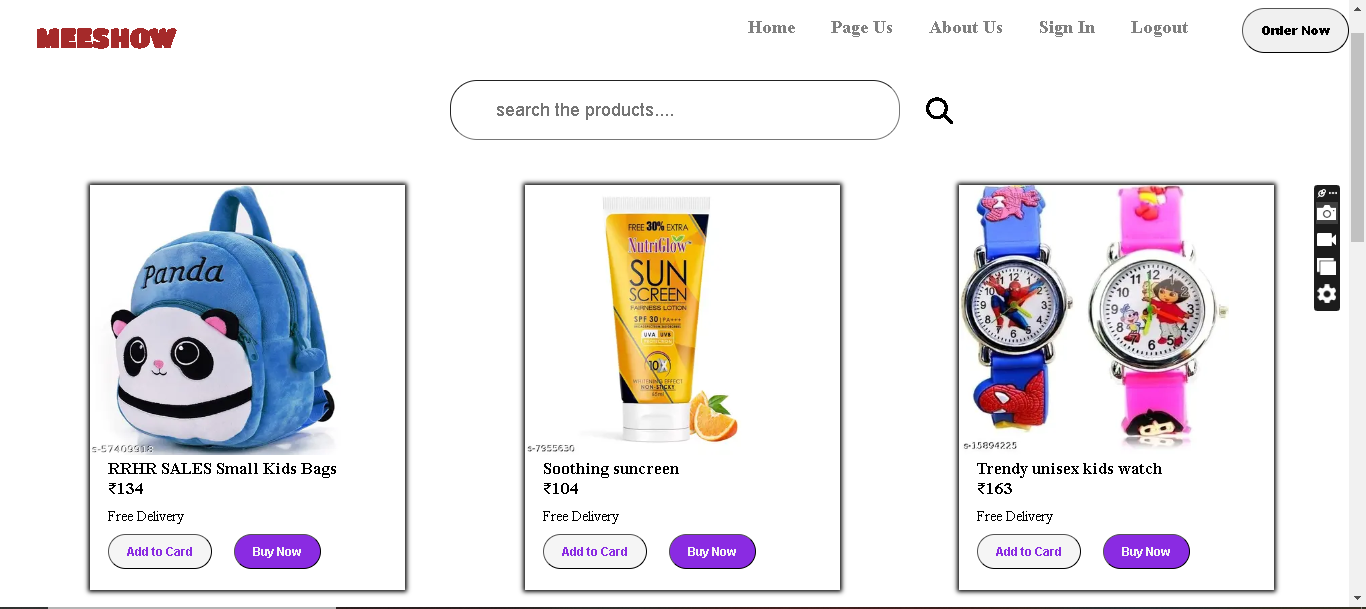 MEESHOW
Home Page Us About Us Sign In Logout
Order Now
search the products....
Panda
s-57409918
RRHR SALES Small Kids Bags
₹134
Free Delivery
Add to Card Buy Now
FREE 30% EXTRA
NutriGlow
SUN
SCREEN
FAIRNESS LOTION
SPF 30 PA+++
UVA UVB
10X
WHITENING EFFECT
NON-STICKY
s-7955630
Soothing suncreen
₹104
Free Delivery
Add to Card Buy Now
s-15894225
Trendy unisex kids watch
₹163
Free Delivery
Add to Card Buy Now